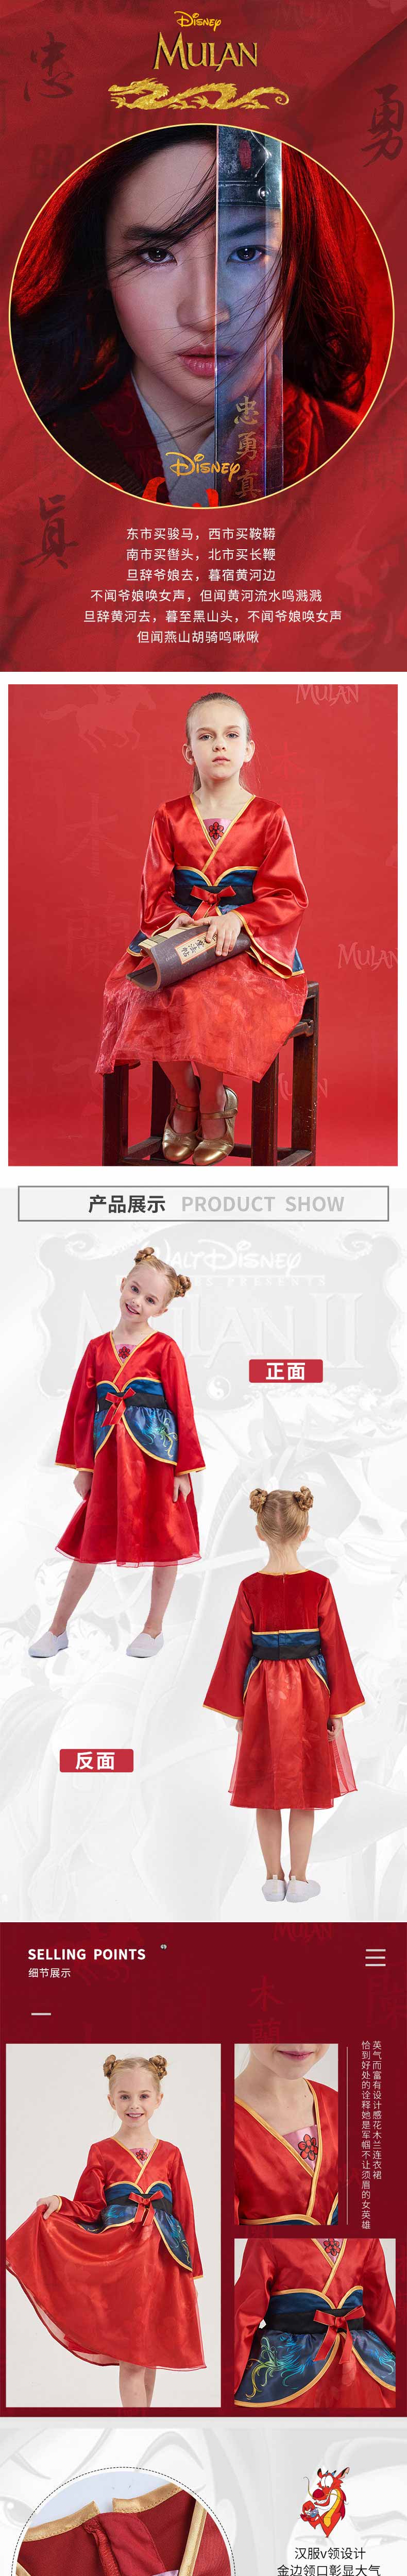 DISNEY
MULAN
MULAN
忠
勇
真
DISNEY
忠
勇
真
东市买骏马，西市买鞍鞯
南市买辔头，北市买长鞭
旦辞爷娘去，暮宿黄河边
不闻爷娘唤女声，但闻黄河流水鸣溅溅
旦辞黄河去，暮至黑山头，不闻爷娘唤女声
但闻燕山胡骑鸣啾啾
MULAN
MULAN
产品展示 PRODUCT SHOW
WALT DISNEY
MULAN II
正面
反面
SELLING POINTS
细节展示
木
蘭
英气而富有设计感花木兰连衣裙
恰到好处的诠释她是军帼不让须眉的女英雄
汉服v领设计
金边领口彰显大气